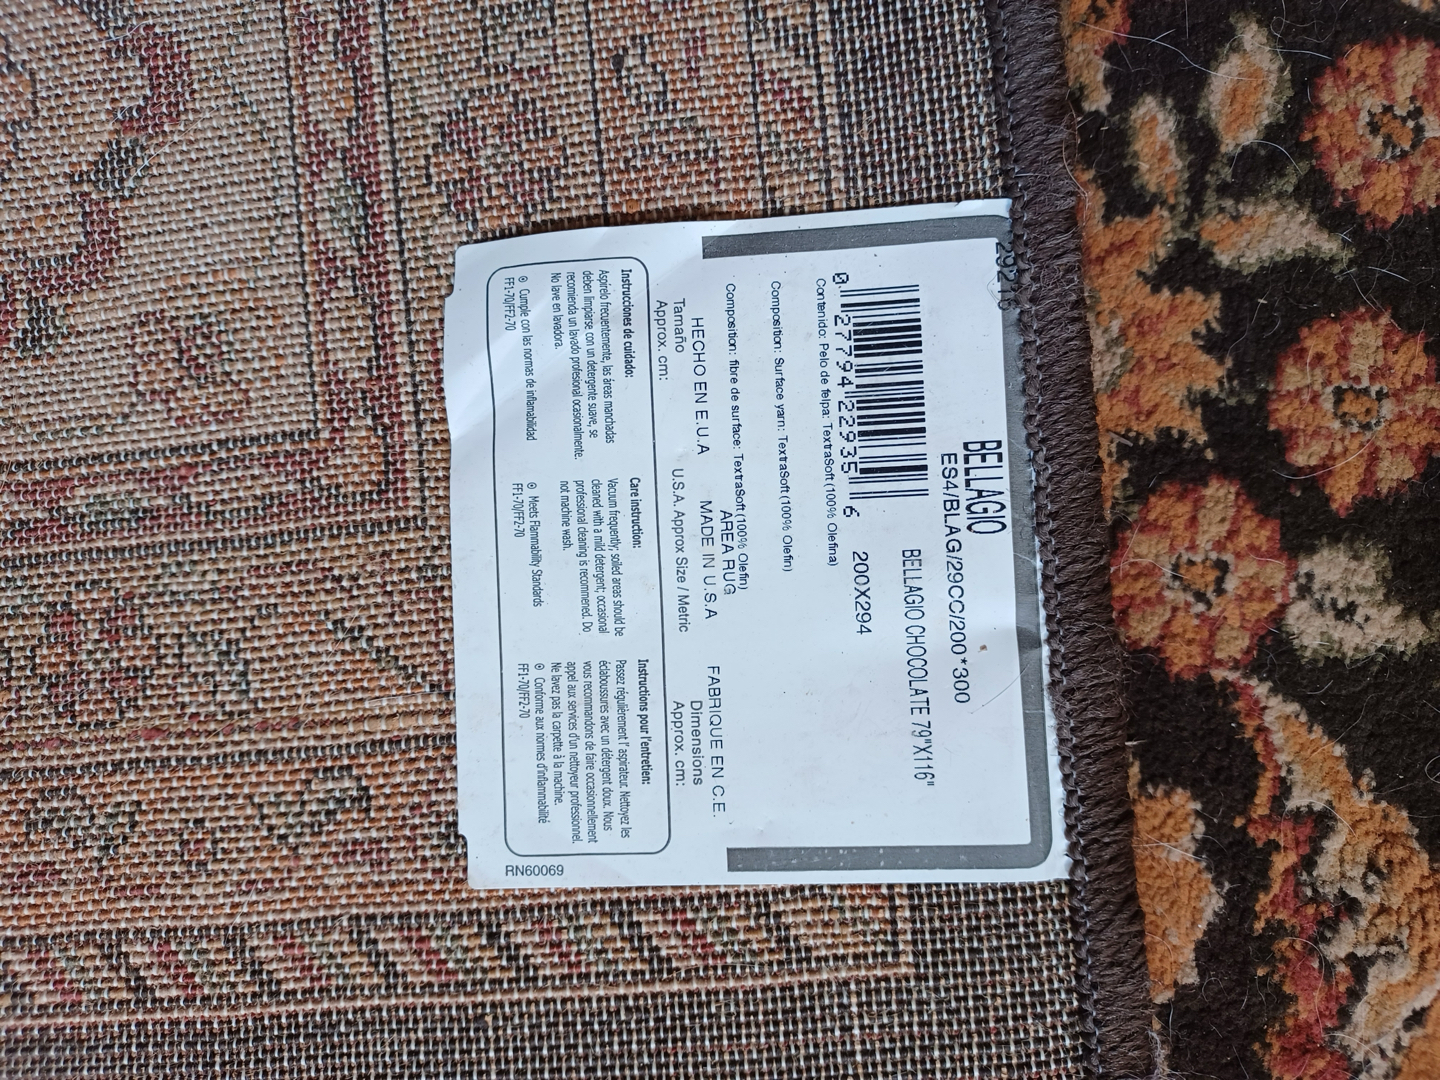 BELLAGIO
ES4/BLAG/29CC/200*300
BELLAGIO CHOCOLATE 79"X116"
0 27794 22935 6
200X294
Contenido: Pelo de felpa: TextraSoft (100% Olefina)
Composition: Surface yarn: TextraSoft (100% Olefin)
Composition: fibre de surface: TextraSoft (100% Olefin)
AREA RUG
HECHO EN E.U.A MADE IN U.S.A FABRIQUE EN C.E.
Tamaño U.S.A. Approx Size / Metric Dimensions
Approx. cm: Approx. cm:
Instrucciones de cuidado:
Aspirelo frecuentemente, las áreas manchadas
deben limpiarse con un detergente suave, se
recomienda un lavado profesional ocasionalmente.
No lave en lavadora.
Cumple con las normas de inflamabilidad
FF1-70/FF2-70
Care instruction:
Vacuum frequently; soiled areas should be
cleaned with a mild detergent; occasional
professional cleaning is recommened. Do
not machine wash.
Meets Flammability Standards
FF1-70/FF2-70
Instructions pour l'entretien:
Passez régulièrement l' aspirateur. Nettoyez les
éclaboussures avec un détergent doux. Nous
vous recommandons de faire occasionnellement
appel aux services d'un nettoyeur professionnel.
Ne lavez pas la carpette à la machine.
Conforme aux normes d'inflammabilité
FF1-70/FF2-70
RN60069